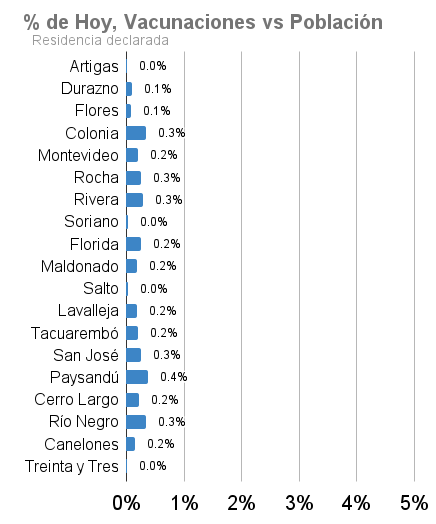 % de Hoy, Vacunaciones vs Población
Residencia declarada
Artigas 0.0%
Durazno 0.1%
Flores 0.1%
Colonia 0.3%
Montevideo 0.2%
Rocha 0.3%
Rivera 0.3%
Soriano 0.0%
Florida 0.2%
Maldonado 0.2%
Salto 0.0%
Lavalleja 0.2%
Tacuarembó 0.2%
San José 0.3%
Paysandú 0.4%
Cerro Largo 0.2%
Río Negro 0.3%
Canelones 0.2%
Treinta y Tres 0.0%
0% 1% 2% 3% 4% 5%